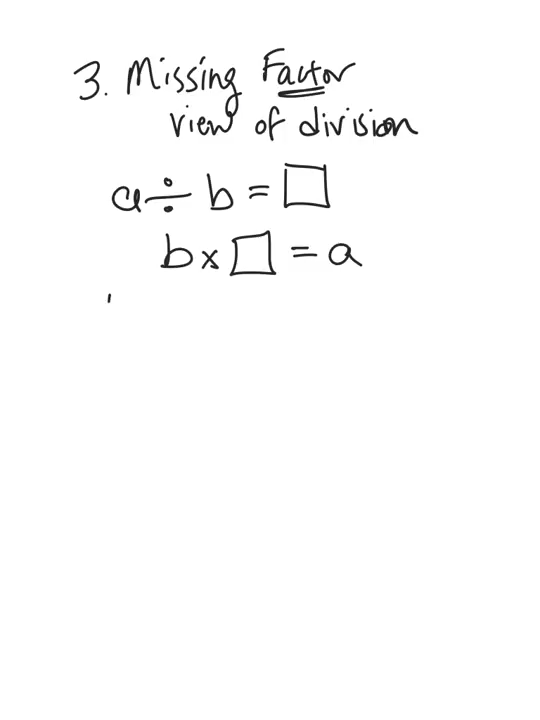 3. Missing Factor
view of division
a ÷ b = □
b × □ = a